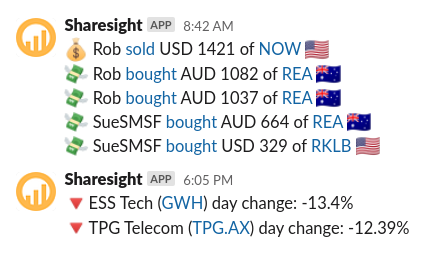 Sharesight APP 8:42 AM
💰 Rob sold USD 1421 of NOW 🇺🇸
💸 Rob bought AUD 1082 of REA 🇦🇺
💸 Rob bought AUD 1037 of REA 🇦🇺
💸 SueSMSF bought AUD 664 of REA 🇦🇺
💸 SueSMSF bought USD 329 of RKLB 🇺🇸
Sharesight APP 6:05 PM
🔻 ESS Tech (GWH) day change: -13.4%
🔻 TPG Telecom (TPG.AX) day change: -12.39%